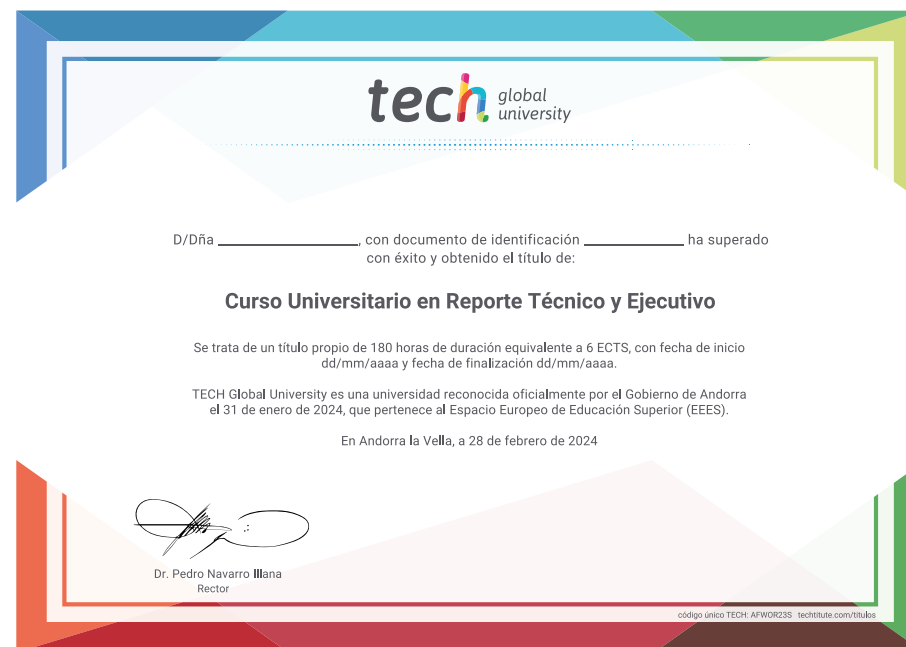 tech global
university
D/Dña ____________________, con documento de identificación ______________ ha superado
con éxito y obtenido el título de:
Curso Universitario en Reporte Técnico y Ejecutivo
Se trata de un título propio de 180 horas de duración equivalente a 6 ECTS, con fecha de inicio
dd/mm/aaaa y fecha de finalización dd/mm/aaaa.
TECH Global University es una universidad reconocida oficialmente por el Gobierno de Andorra
el 31 de enero de 2024, que pertenece al Espacio Europeo de Educación Superior (EEES).
En Andorra la Vella, a 28 de febrero de 2024
Dr. Pedro Navarro Illana
Rector
código único TECH: AFWOR23S techtitute.com/titulos